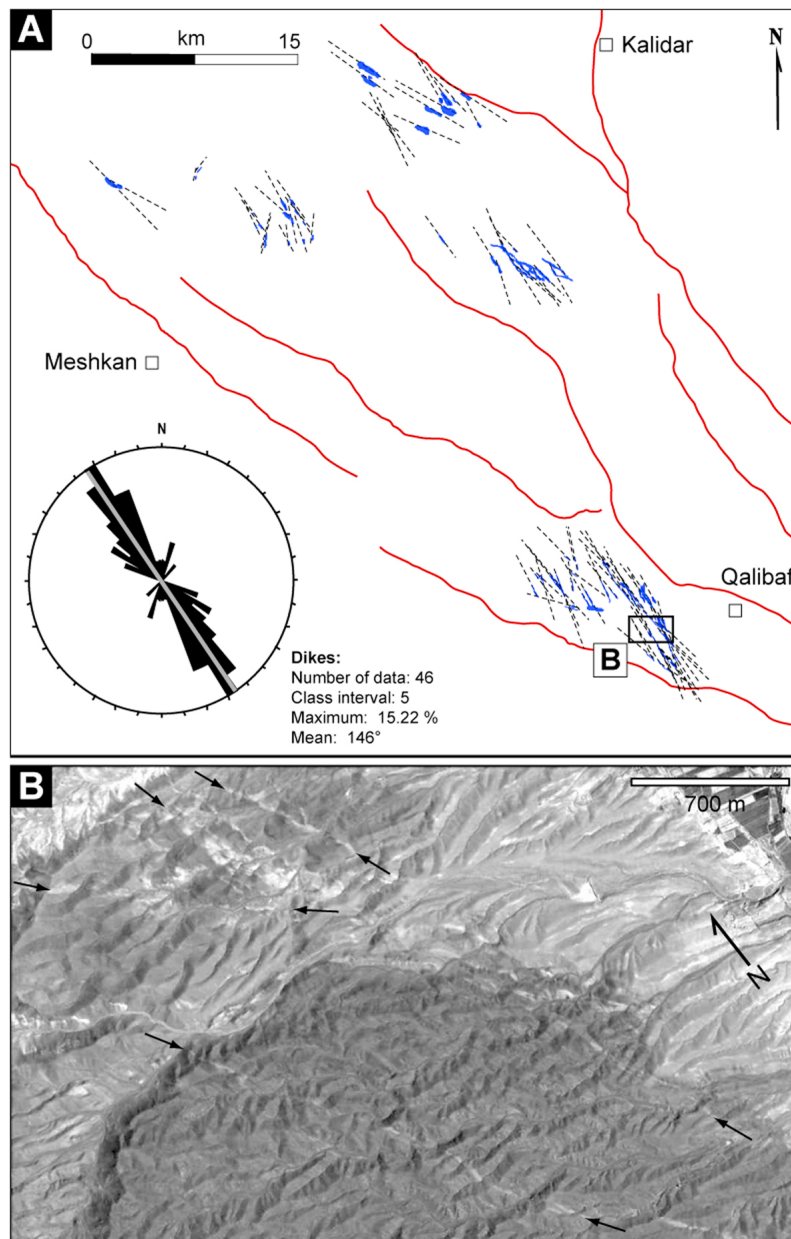 A
0 km 15
Kalidar
N
Meshkan
N
Qalibaf
B
Dikes:
Number of data: 46
Class interval: 5
Maximum: 15.22 %
Mean: 146°
B
700 m
N